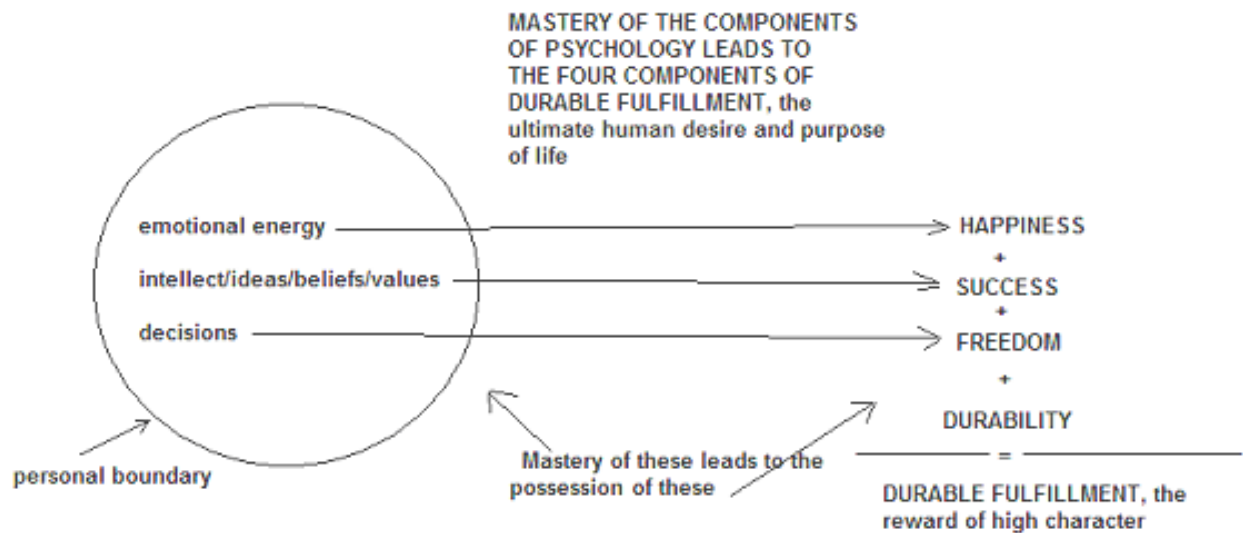 MASTERY OF THE COMPONENTS
OF PSYCHOLOGY LEADS TO
THE FOUR COMPONENTS OF
DURABLE FULFILLMENT, the
ultimate human desire and purpose
of life
emotional energy
HAPPINESS
+
intellect/ideas/beliefs/values
SUCCESS
+
decisions
FREEDOM
+
DURABILITY
=
personal boundary
Mastery of these leads to the
possession of these
DURABLE FULFILLMENT, the
reward of high character